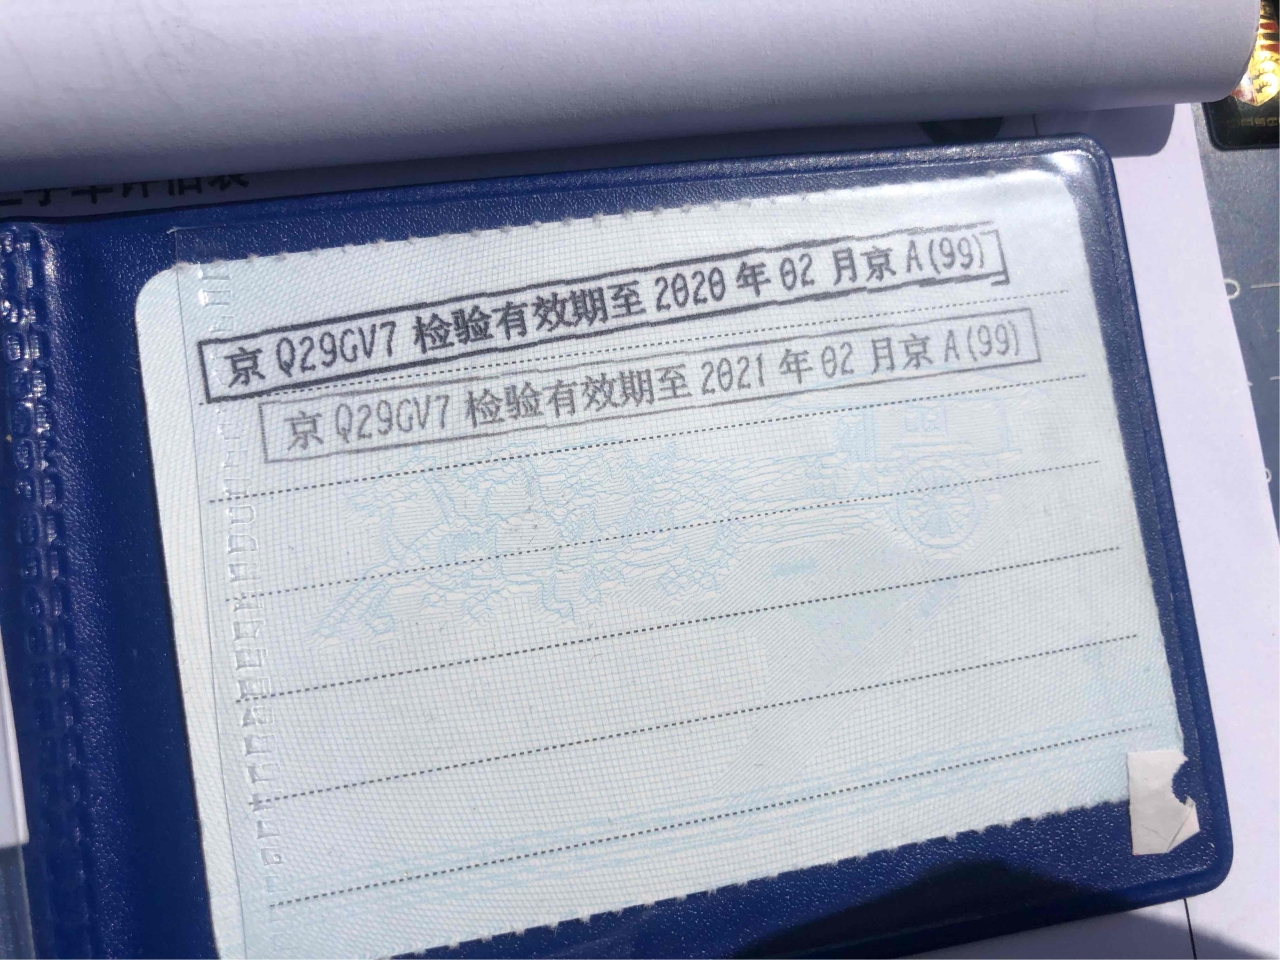 京 Q29GV7 检验有效期至 2020 年 02 月京 A(99)
京 Q29GV7 检验有效期至 2021 年 02 月京 A(99)